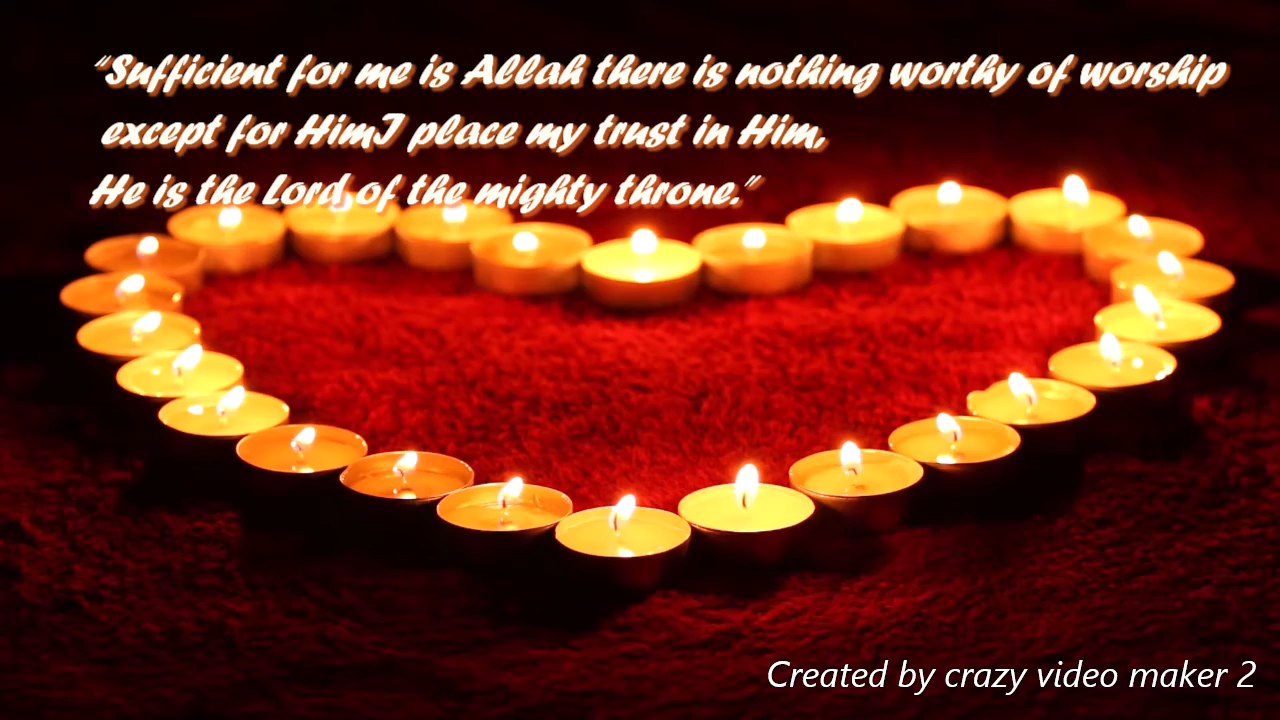 “Sufficient for me is Allah there is nothing worthy of worship
except for HimI place my trust in Him,
He is the Lord of the mighty throne.”
Created by crazy video maker 2